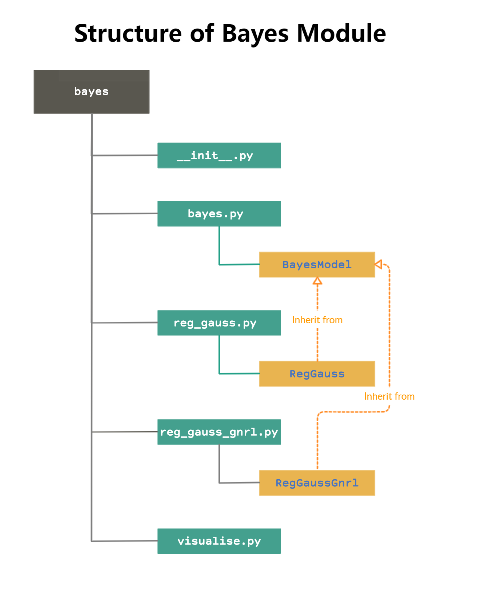 Structure of Bayes Module
bayes
__init__.py
bayes.py
BayesModel
Inherit from
reg_gauss.py
RegGauss
Inherit from
reg_gauss_gnrl.py
RegGaussGnrl
visualise.py